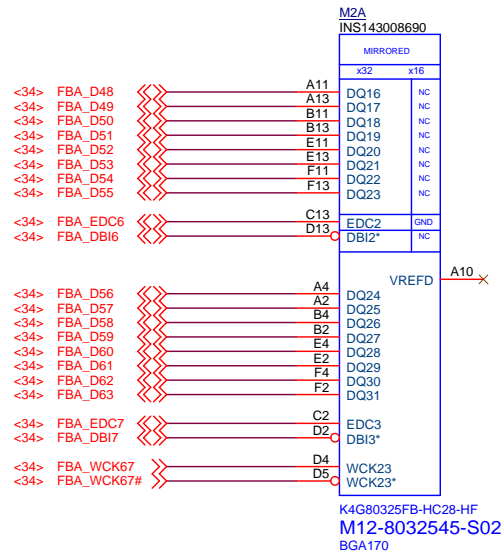 M2A
INS143008690
MIRRORED
x32 x16
<34> FBA_D48 A11 DQ16 NC
<34> FBA_D49 A13 DQ17 NC
<34> FBA_D50 B11 DQ18 NC
<34> FBA_D51 B13 DQ19 NC
<34> FBA_D52 E11 DQ20 NC
<34> FBA_D53 E13 DQ21 NC
<34> FBA_D54 F11 DQ22 NC
<34> FBA_D55 F13 DQ23 NC
<34> FBA_EDC6 C13 EDC2 GND
<34> FBA_DBI6 D13 DBI2* NC
VREFD A10
<34> FBA_D56 A4 DQ24
<34> FBA_D57 A2 DQ25
<34> FBA_D58 B4 DQ26
<34> FBA_D59 B2 DQ27
<34> FBA_D60 E4 DQ28
<34> FBA_D61 E2 DQ29
<34> FBA_D62 F4 DQ30
<34> FBA_D63 F2 DQ31
<34> FBA_EDC7 C2 EDC3
<34> FBA_DBI7 D2 DBI3*
<34> FBA_WCK67 D4 WCK23
<34> FBA_WCK67# D5 WCK23*
K4G80325FB-HC28-HF
M12-8032545-S02
BGA170